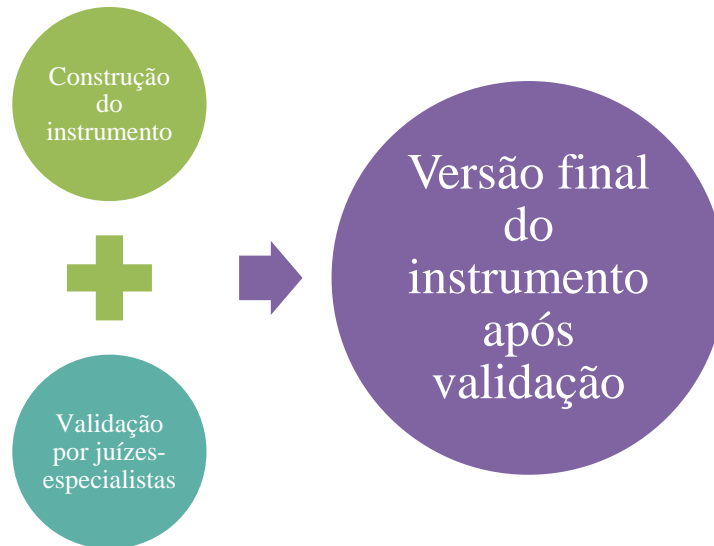 Construção
do
instrumento
Validação
por juízes-
especialistas
Versão final
do
instrumento
após
validação